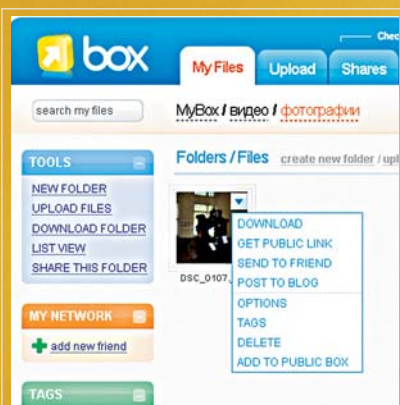 box
Chec
My Files
Upload
Shares
search my files
MyBox / видео / фотографии
TOOLS
NEW FOLDER
UPLOAD FILES
DOWNLOAD FOLDER
LIST VIEW
SHARE THIS FOLDER
MY NETWORK
add new friend
TAGS
Folders / Files create new folder / upl
DSC_0107.
DOWNLOAD
GET PUBLIC LINK
SEND TO FRIEND
POST TO BLOG
OPTIONS
TAGS
DELETE
ADD TO PUBLIC BOX